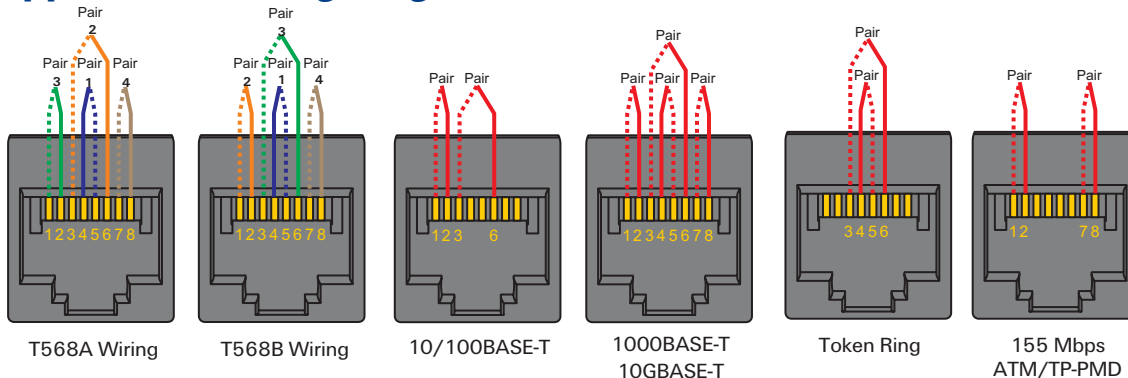 Pair
2
Pair
3
Pair
1
Pair
4
12345678
T568A Wiring
Pair
3
Pair
2
Pair
1
Pair
4
12345678
T568B Wiring
Pair Pair
123 6
10/100BASE-T
Pair
Pair Pair Pair
12345678
1000BASE-T
10GBASE-T
Pair
Pair
3456
Token Ring
Pair Pair
12 78
155 Mbps
ATM/TP-PMD